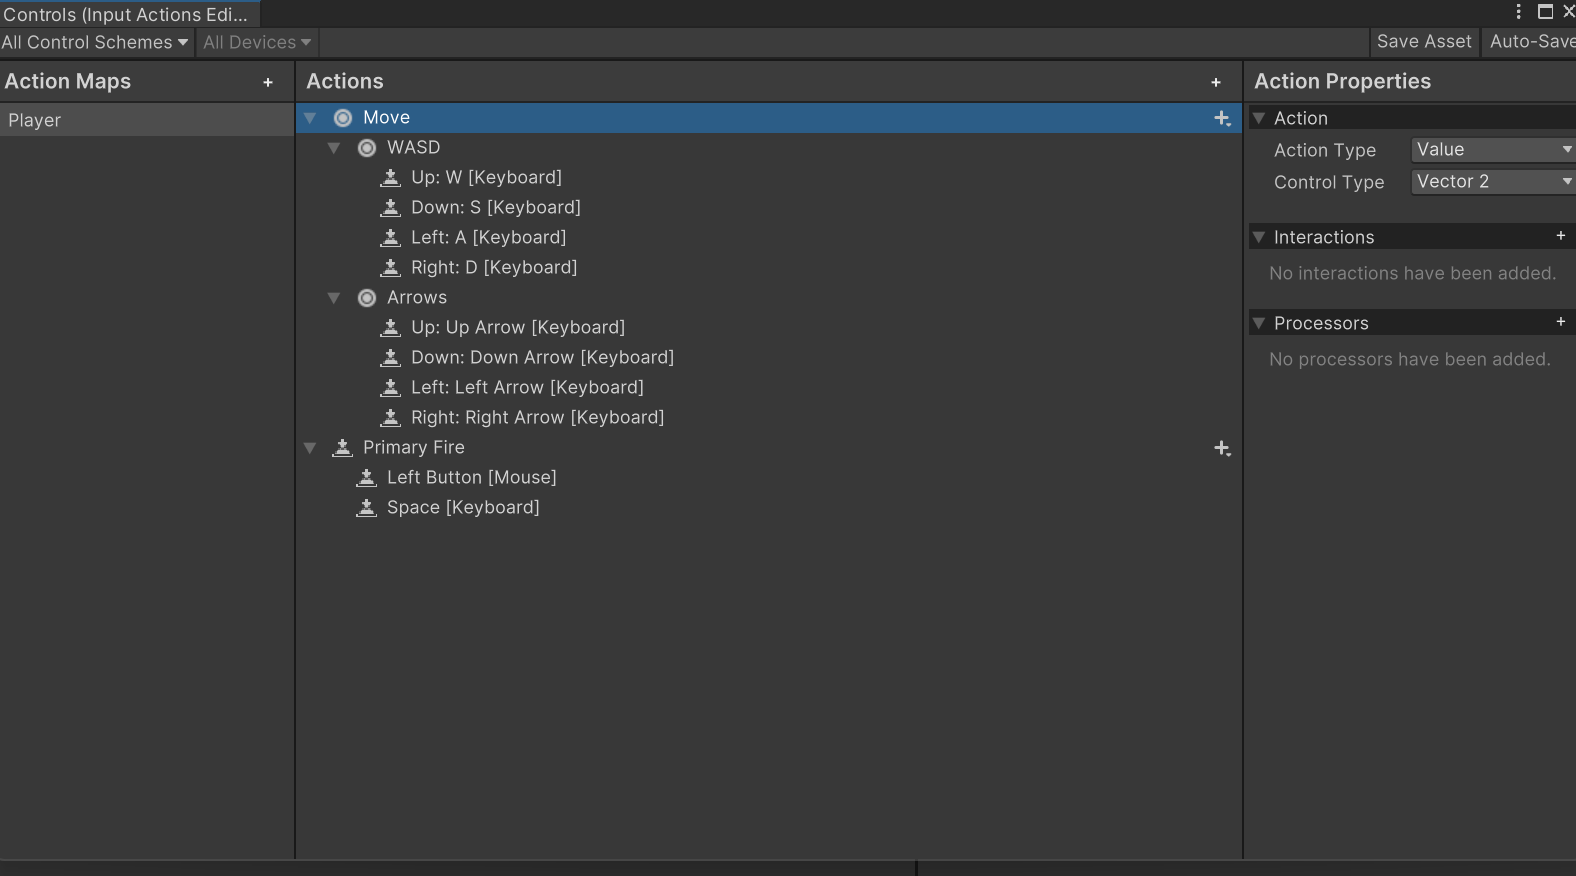 Controls (Input Actions Edi...
All Control Schemes All Devices Save Asset Auto-Save
Action Maps + Actions + Action Properties
Player
Move
WASD
Up: W [Keyboard]
Down: S [Keyboard]
Left: A [Keyboard]
Right: D [Keyboard]
Arrows
Up: Up Arrow [Keyboard]
Down: Down Arrow [Keyboard]
Left: Left Arrow [Keyboard]
Right: Right Arrow [Keyboard]
Primary Fire
Left Button [Mouse]
Space [Keyboard]
Action
Action Type Value
Control Type Vector 2
Interactions +
No interactions have been added.
Processors +
No processors have been added.